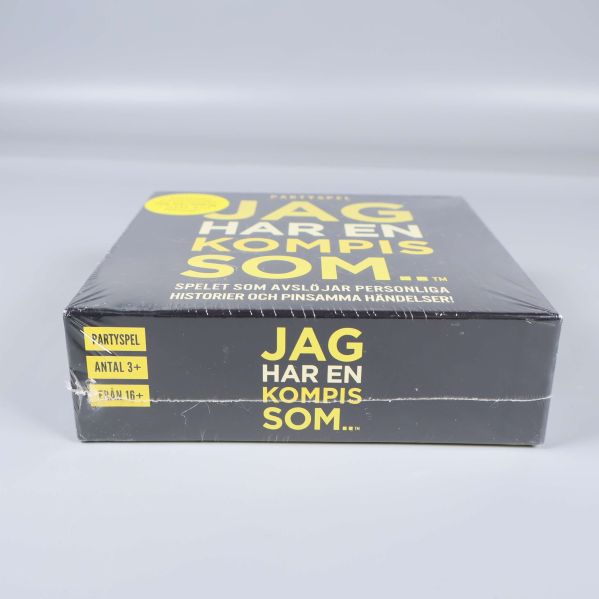 PARTYSPEL
JAG
HAR EN
KOMPIS
SOM..™
SPELET SOM AVSLÖJAR PERSONLIGA
HISTORIER OCH PINSAMMA HÄNDELSER!
PARTYSPEL
ANTAL 3+
FRÅN 16+
JAG
HAR EN
KOMPIS
SOM..™